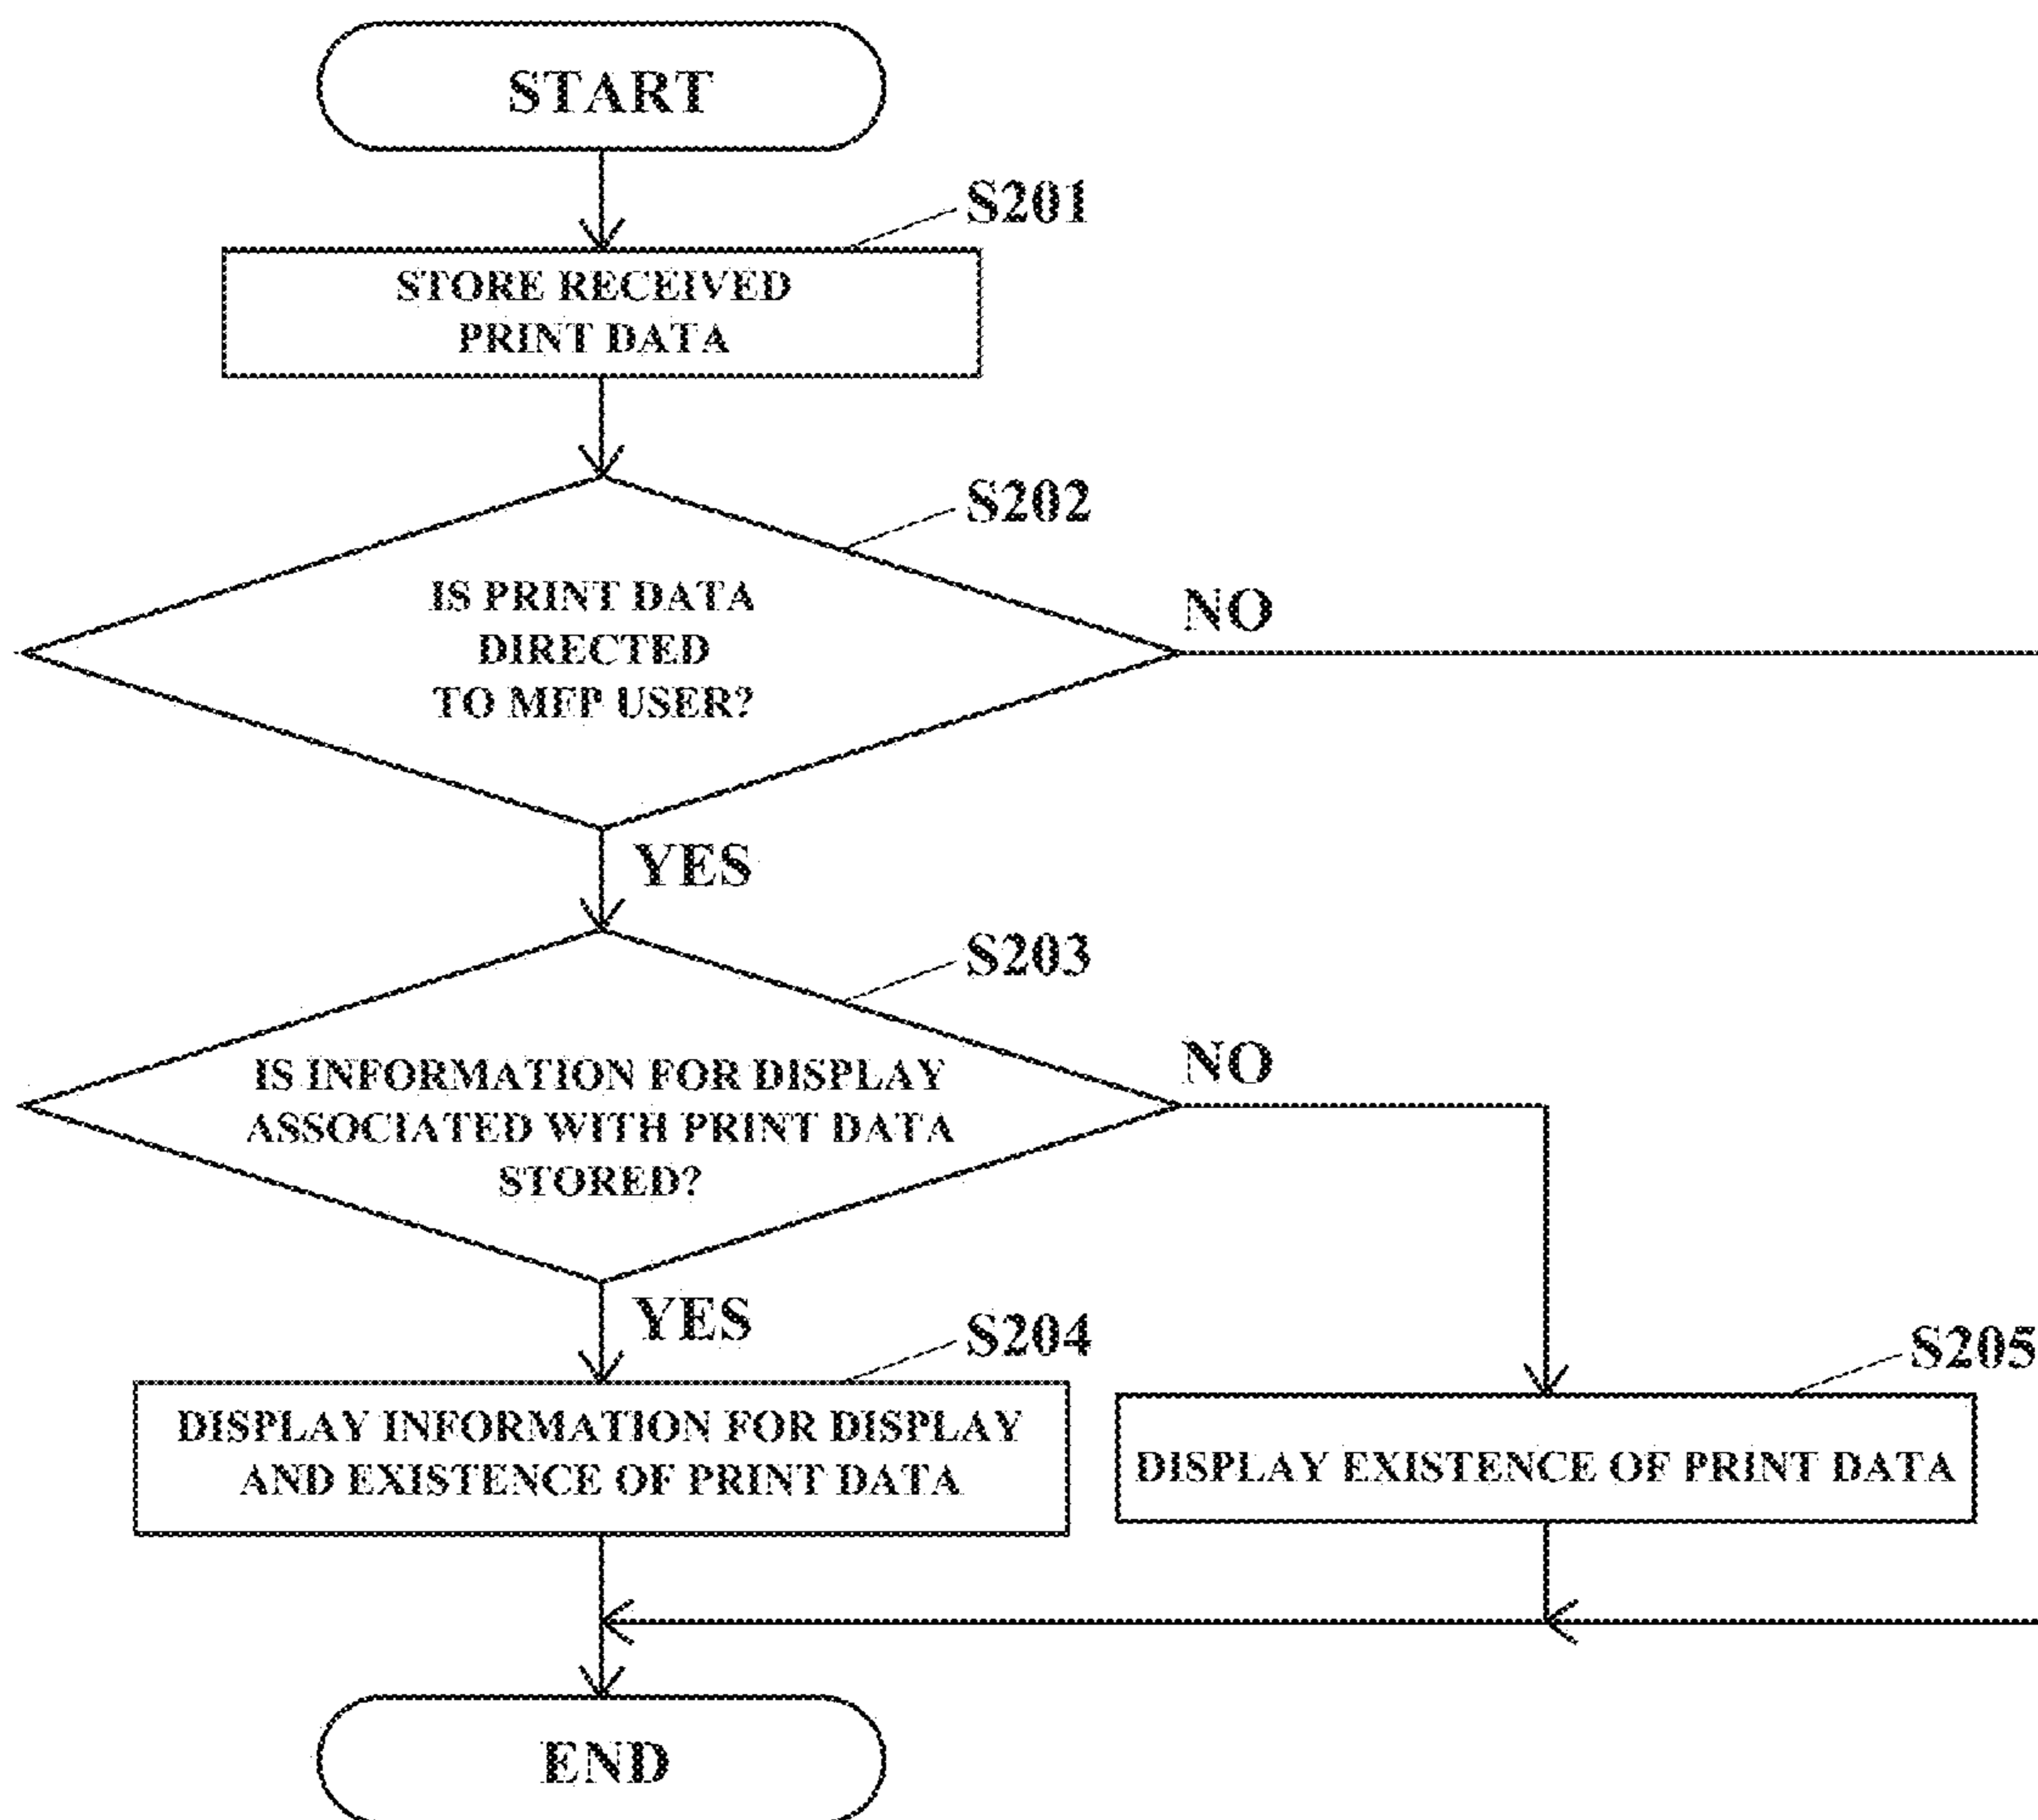 START
S201
STORE RECEIVED
PRINT DATA
S202
IS PRINT DATA
DIRECTED
TO MFP USER?
NO
YES
S203
IS INFORMATION FOR DISPLAY
ASSOCIATED WITH PRINT DATA
STORED?
NO
YES
S204
DISPLAY INFORMATION FOR DISPLAY
AND EXISTENCE OF PRINT DATA
S205
DISPLAY EXISTENCE OF PRINT DATA
END